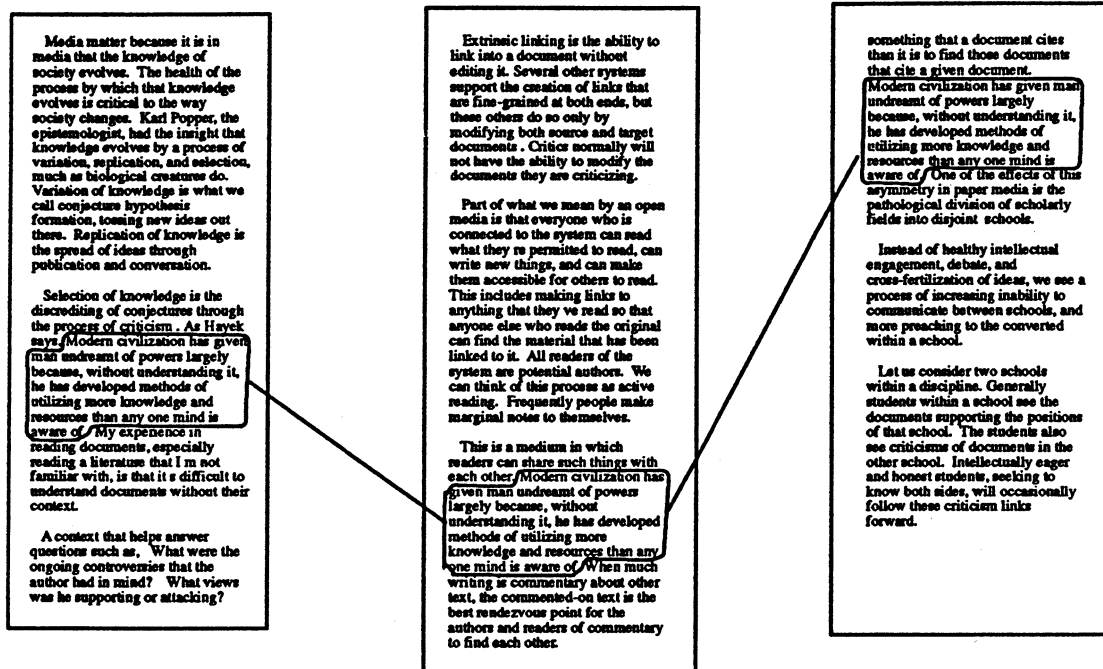 Media matter because it is in
media that the knowledge of
society evolves. The health of the
process by which that knowledge
evolves is critical to the way
society changes. Karl Popper, the
epistemologist, had the insight that
knowledge evolves by a process of
variation, replication, and selection,
much as biological creatures do.
Variation of knowledge is what we
call conjecture hypothesis
formation, tossing new ideas out
there. Replication of knowledge is
the spread of ideas through
publication and conversation.
Selection of knowledge is the
discrediting of conjectures through
the process of criticism . As Hayek
says, Modern civilization has given
man undreamt of powers largely
because, without understanding it,
he has developed methods of
utilizing more knowledge and
resources than any one mind is
aware of. My experience in
reading documents, especially
reading a literature that I m not
familiar with, is that it s difficult to
understand documents without their
context.
A context that helps answer
questions such as, What were the
ongoing controversies that the
author had in mind? What views
was he supporting or attacking?
Extrinsic linking is the ability to
link into a document without
editing it. Several other systems
support the creation of links that
are fine-grained at both ends, but
these others do so only by
modifying both source and target
documents . Critics normally will
not have the ability to modify the
documents they are criticizing.
Part of what we mean by an open
media is that everyone who is
connected to the system can read
what they re permitted to read, can
write new things, and can make
them accessible for others to read.
This includes making links to
anything that they ve read so that
anyone else who reads the original
can find the material that has been
linked to it. All readers of the
system are potential authors. We
can think of this process as active
reading. Frequently people make
marginal notes to themselves.
This is a medium in which
readers can share such things with
each other. Modern civilization has
given man undreamt of powers
largely because, without
understanding it, he has developed
methods of utilizing more
knowledge and resources than any
one mind is aware of. When much
writing is commentary about other
text, the commented-on text is the
best rendezvous point for the
authors and readers of commentary
to find each other.
something that a document cites
than it is to find those documents
that cite a given document.
Modern civilization has given man
undreamt of powers largely
because, without understanding it,
he has developed methods of
utilizing more knowledge and
resources than any one mind is
aware of. One of the effects of this
asymmetry in paper media is the
pathological division of scholarly
fields into disjoint schools.
Instead of healthy intellectual
engagement, debate, and
cross-fertilization of ideas, we see a
process of increasing inability to
communicate between schools, and
more preaching to the converted
within a school.
Let us consider two schools
within a discipline. Generally
students within a school see the
documents supporting the positions
of that school. The students also
see criticisms of documents in the
other school. Intellectually eager
and honest students, seeking to
know both sides, will occasionally
follow these criticism links
forward.